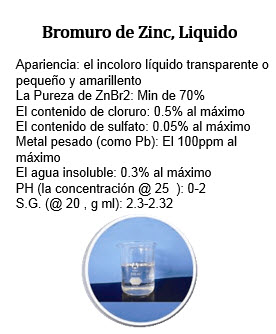 Bromuro de Zinc, Liquido
Apariencia: el incoloro líquido transparente o
pequeño y amarillento
La Pureza de ZnBr2: Min de 70%
El contenido de cloruro: 0.5% al máximo
El contenido de sulfato: 0.05% al máximo
Metal pesado (como Pb): El 100ppm al
máximo
El agua insoluble: 0.3% al máximo
PH (la concentración @ 25  ): 0-2
S.G. (@ 20 , g ml): 2.3-2.32